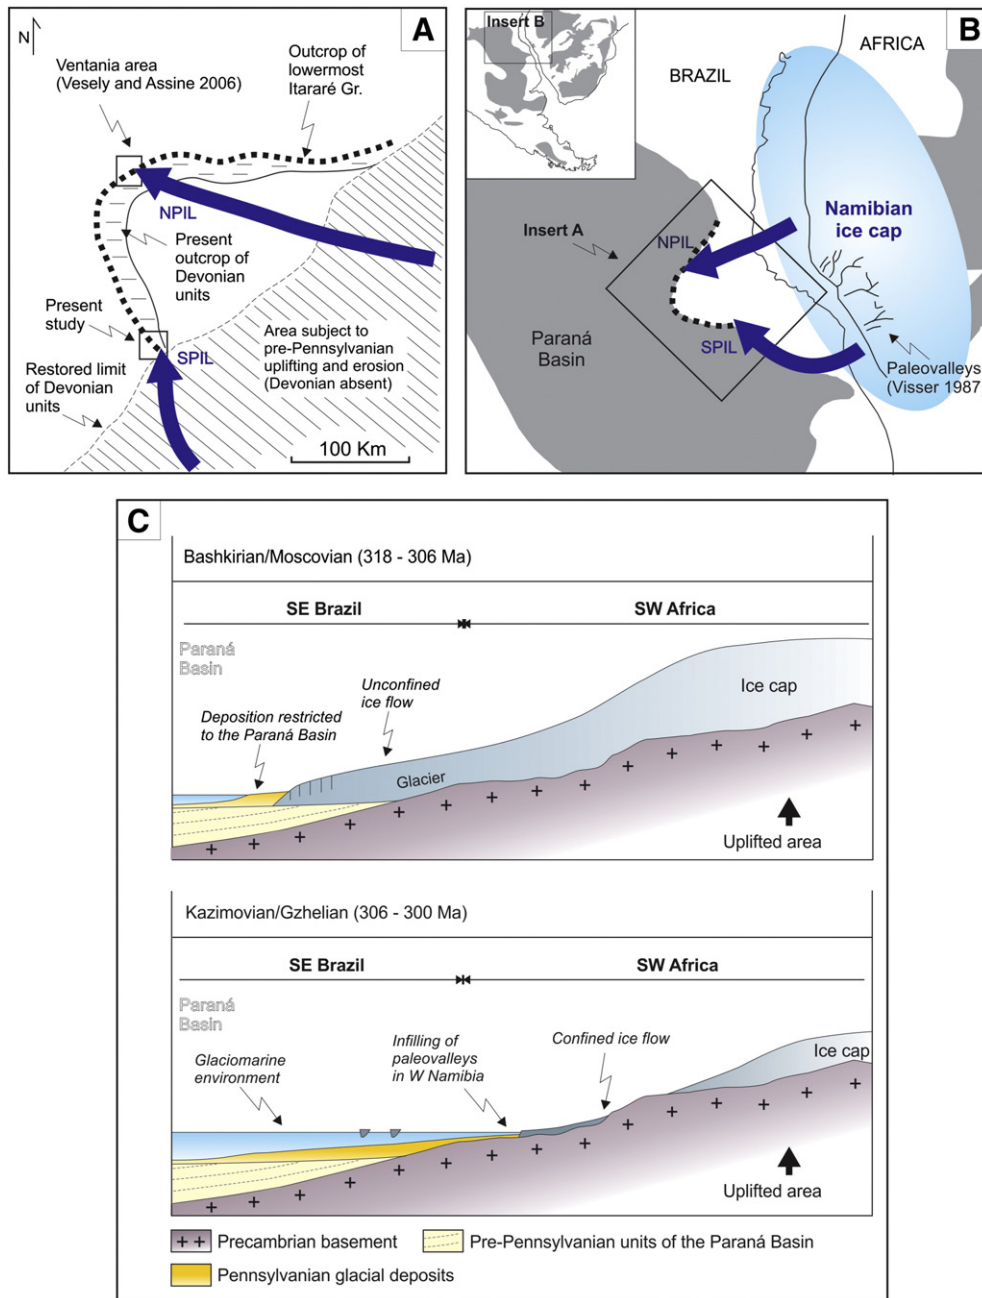 A
N
Ventania area
(Vesely and Assine 2006)
Outcrop of
lowermost
Itararé Gr.
NPIL
Present
outcrop of
Devonian
units
Present
study
SPIL
Restored limit
of Devonian
units
Area subject to
pre-Pennsylvanian
uplifting and erosion
(Devonian absent)
100 Km
B
Insert B
AFRICA
BRAZIL
Namibian
ice cap
Insert A
NPIL
Paraná
Basin
SPIL
Paleovalleys
(Visser 1987)
C
Bashkirian/Moscovian (318 - 306 Ma)
SE Brazil
SW Africa
Paraná
Basin
Unconfined
ice flow
Deposition restricted
to the Paraná Basin
Ice cap
Glacier
Uplifted area
Kazimovian/Gzhelian (306 - 300 Ma)
SE Brazil
SW Africa
Paraná
Basin
Glaciomarine
environment
Infilling of
paleovalleys
in W Namibia
Confined ice flow
Ice cap
Uplifted area
Precambrian basement
Pre-Pennsylvanian units of the Paraná Basin
Pennsylvanian glacial deposits